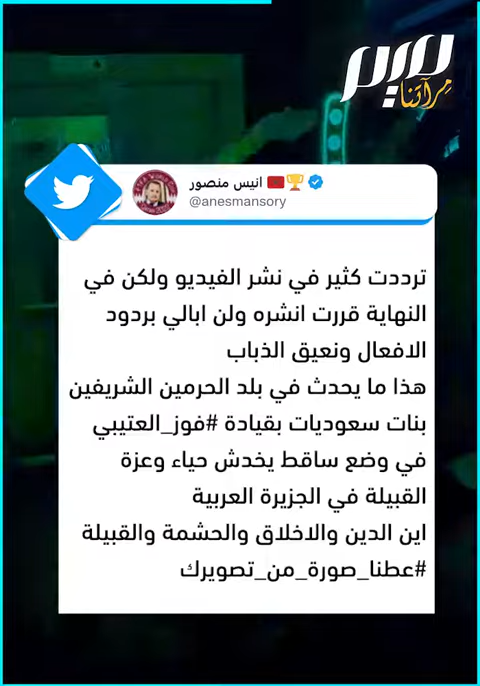 سيبر
مرآتنا
انيس منصور 🇲🇦🏆
@anesmansory
ترددت كثير في نشر الفيديو ولكن في
النهاية قررت انشره ولن ابالي بردود
الافعال ونعيق الذباب
هذا ما يحدث في بلد الحرمين الشريفين
بنات سعوديات بقيادة #فوز_العتيبي
في وضع ساقط يخدش حياء وعزة
القبيلة في الجزيرة العربية
اين الدين والاخلاق والحشمة والقبيلة
#عطنا_صورة_من_تصويرك